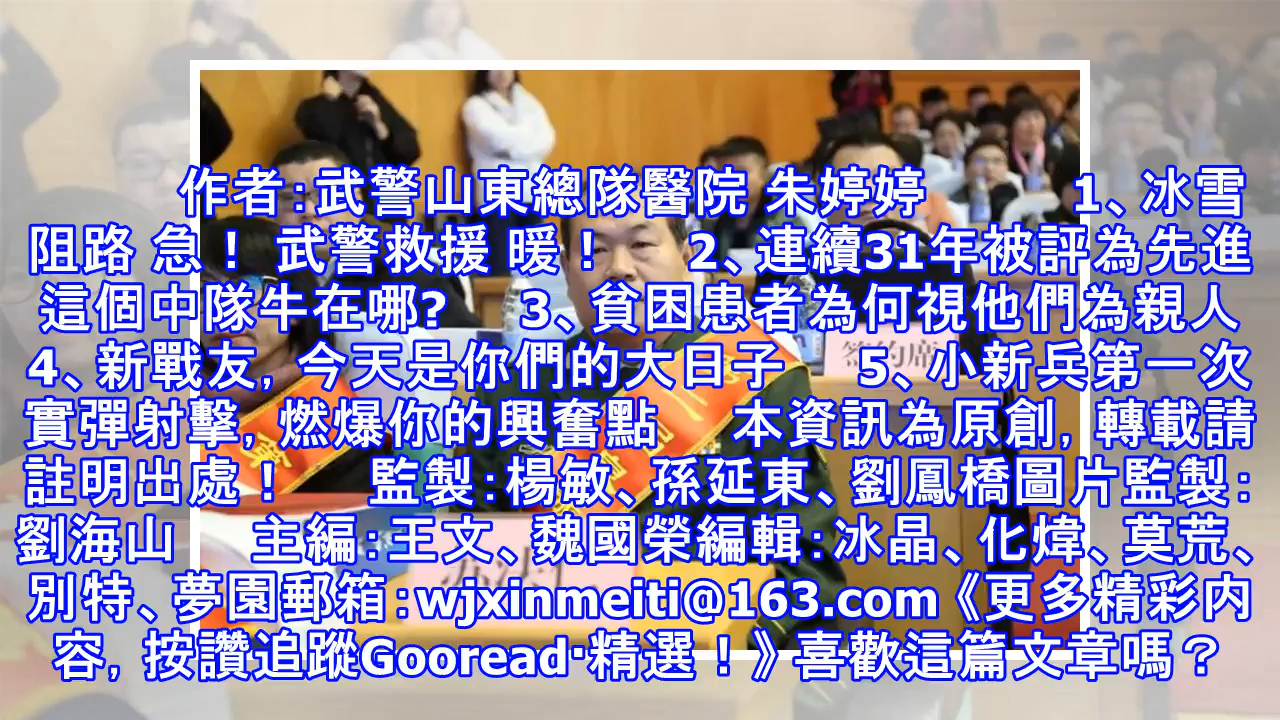 作者:武警山東總隊醫院 朱婷婷 1、冰雪
阻路 急！ 武警救援 暖！ 2、連續31年被評為先進
這個中隊牛在哪? 3、貧困患者為何視他們為親人
4、新戰友, 今天是你們的大日子 5、小新兵第一次
實彈射擊, 燃爆你的興奮點 本資訊為原創, 轉載請
註明出處！ 監製:楊敏、孫延東、劉鳳橋圖片監製:
劉海山 主編:王文、魏國榮編輯:冰晶、化煒、莫荒、
別特、夢園郵箱:wjxinmeiti@163.com《更多精彩内
容, 按讚追蹤Gooread·精選！》喜歡這篇文章嗎？
簽約席